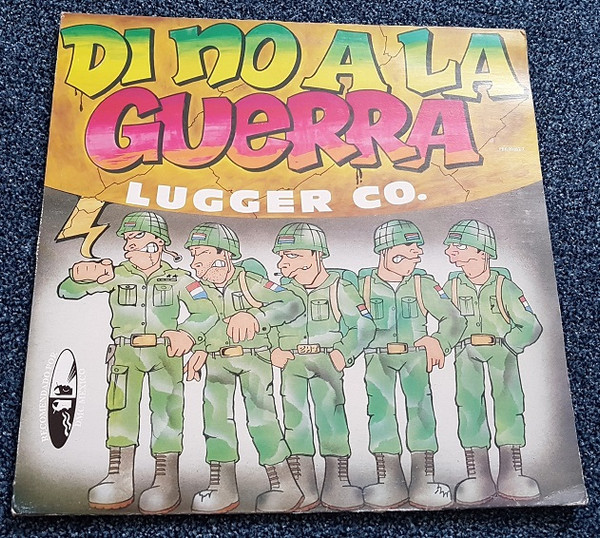 DI NO A LA
GUERRA
LUGGER CO.